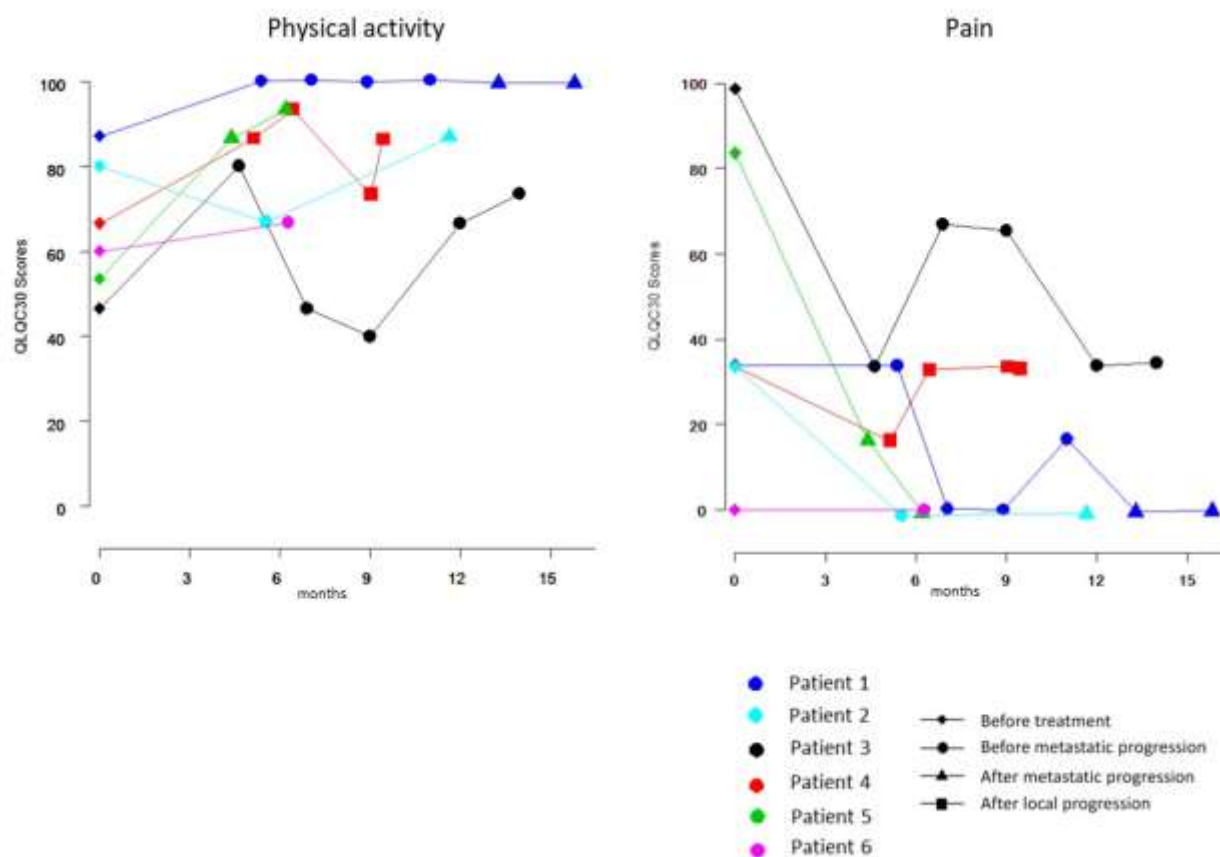 Physical activity
100
80
60
40
20
0
QLQC30 Scores
0 3 6 9 12 15
months
Pain
100
80
60
40
20
0
QLQC30 Scores
0 3 6 9 12 15
months
Patient 1
Patient 2
Patient 3
Patient 4
Patient 5
Patient 6
Before treatment
Before metastatic progression
After metastatic progression
After local progression